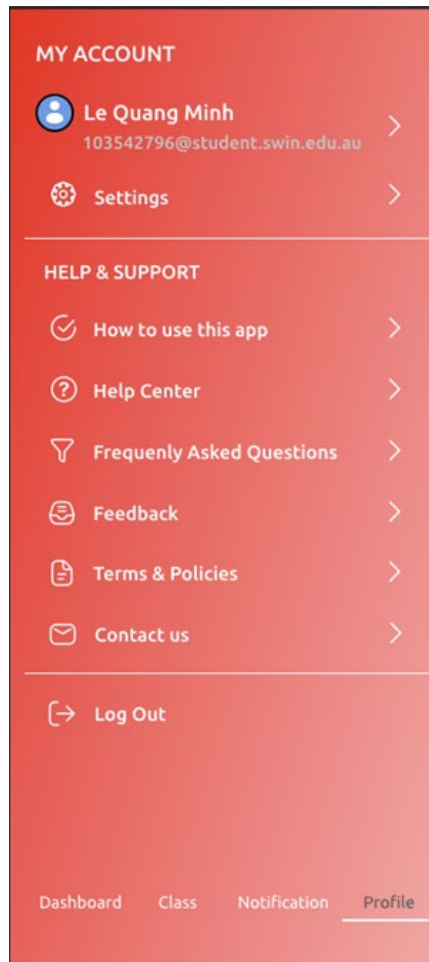 MY ACCOUNT
Le Quang Minh
103542796@student.swin.edu.au
Settings
HELP & SUPPORT
How to use this app
Help Center
Frequenly Asked Questions
Feedback
Terms & Policies
Contact us
Log Out
Dashboard Class Notification Profile